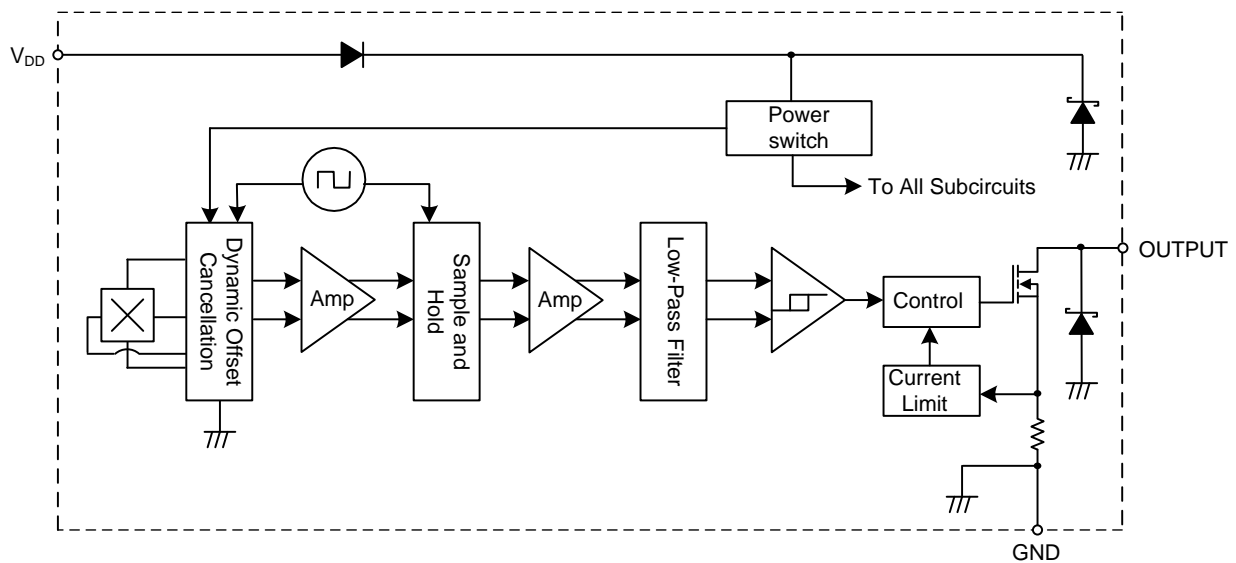 V_DD
Power
switch
To All Subcircuits
Dynamic Offset
Cancellation
Amp
Sample and
Hold
Amp
Low-Pass Filter
Control
Current
Limit
OUTPUT
GND